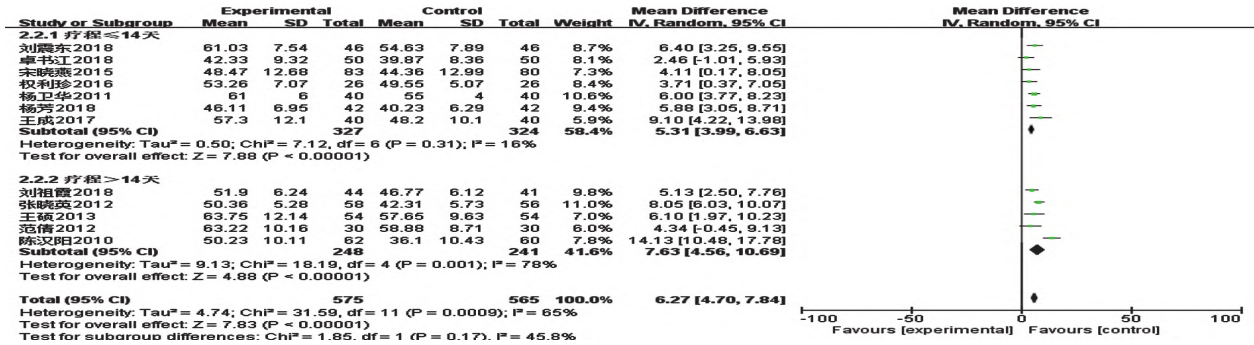 Experimental Control Mean Difference Mean Difference
Study or Subgroup Mean SD Total Mean SD Total Weight IV, Random, 95% CI IV, Random, 95% CI
2.2.1 疗程≤14天
刘震东2018 61.03 7.54 46 54.63 7.89 46 8.7% 6.40 [3.25, 9.55]
卓书江2018 42.33 9.32 50 39.87 8.36 50 8.1% 2.46 [-1.01, 5.93]
宋晓燕2015 48.47 12.68 83 44.36 12.99 80 7.3% 4.11 [0.17, 8.05]
权利珍2016 53.26 7.07 26 49.55 5.07 26 8.4% 3.71 [0.37, 7.05]
杨卫华2011 61 6 40 55 4 40 10.6% 6.00 [3.77, 8.23]
杨芳2018 46.11 6.95 42 40.23 6.29 42 9.4% 5.88 [3.05, 8.71]
王成2017 57.3 12.1 40 48.2 10.1 40 5.9% 9.10 [4.22, 13.98]
Subtotal (95% CI) 327 324 58.4% 5.31 [3.99, 6.63]
Heterogeneity: Tau² = 0.50; Chi² = 7.12, df = 6 (P = 0.31); I² = 16%
Test for overall effect: Z = 7.88 (P < 0.00001)
2.2.2 疗程＞14天
刘祖霞2018 51.9 6.24 44 46.77 6.12 41 9.8% 5.13 [2.50, 7.76]
张晓英2012 50.36 5.28 58 42.31 5.73 56 11.0% 8.05 [6.03, 10.07]
王硕2013 63.75 12.14 54 57.65 9.63 54 7.0% 6.10 [1.97, 10.23]
范倩2012 63.22 10.16 30 58.88 8.71 30 6.0% 4.34 [-0.45, 9.13]
陈汉阳2010 50.23 10.11 62 36.1 10.43 60 7.8% 14.13 [10.48, 17.78]
Subtotal (95% CI) 248 241 41.6% 7.63 [4.56, 10.69]
Heterogeneity: Tau² = 9.13; Chi² = 18.19, df = 4 (P = 0.001); I² = 78%
Test for overall effect: Z = 4.88 (P < 0.00001)
Total (95% CI) 575 565 100.0% 6.27 [4.70, 7.84]
Heterogeneity: Tau² = 4.74; Chi² = 31.59, df = 11 (P = 0.0009); I² = 65%
Test for overall effect: Z = 7.83 (P < 0.00001)
Test for subgroup differences: Chi² = 1.85, df = 1 (P = 0.17), I² = 45.8%
-100 -50 0 50 100
Favours [experimental] Favours [control]